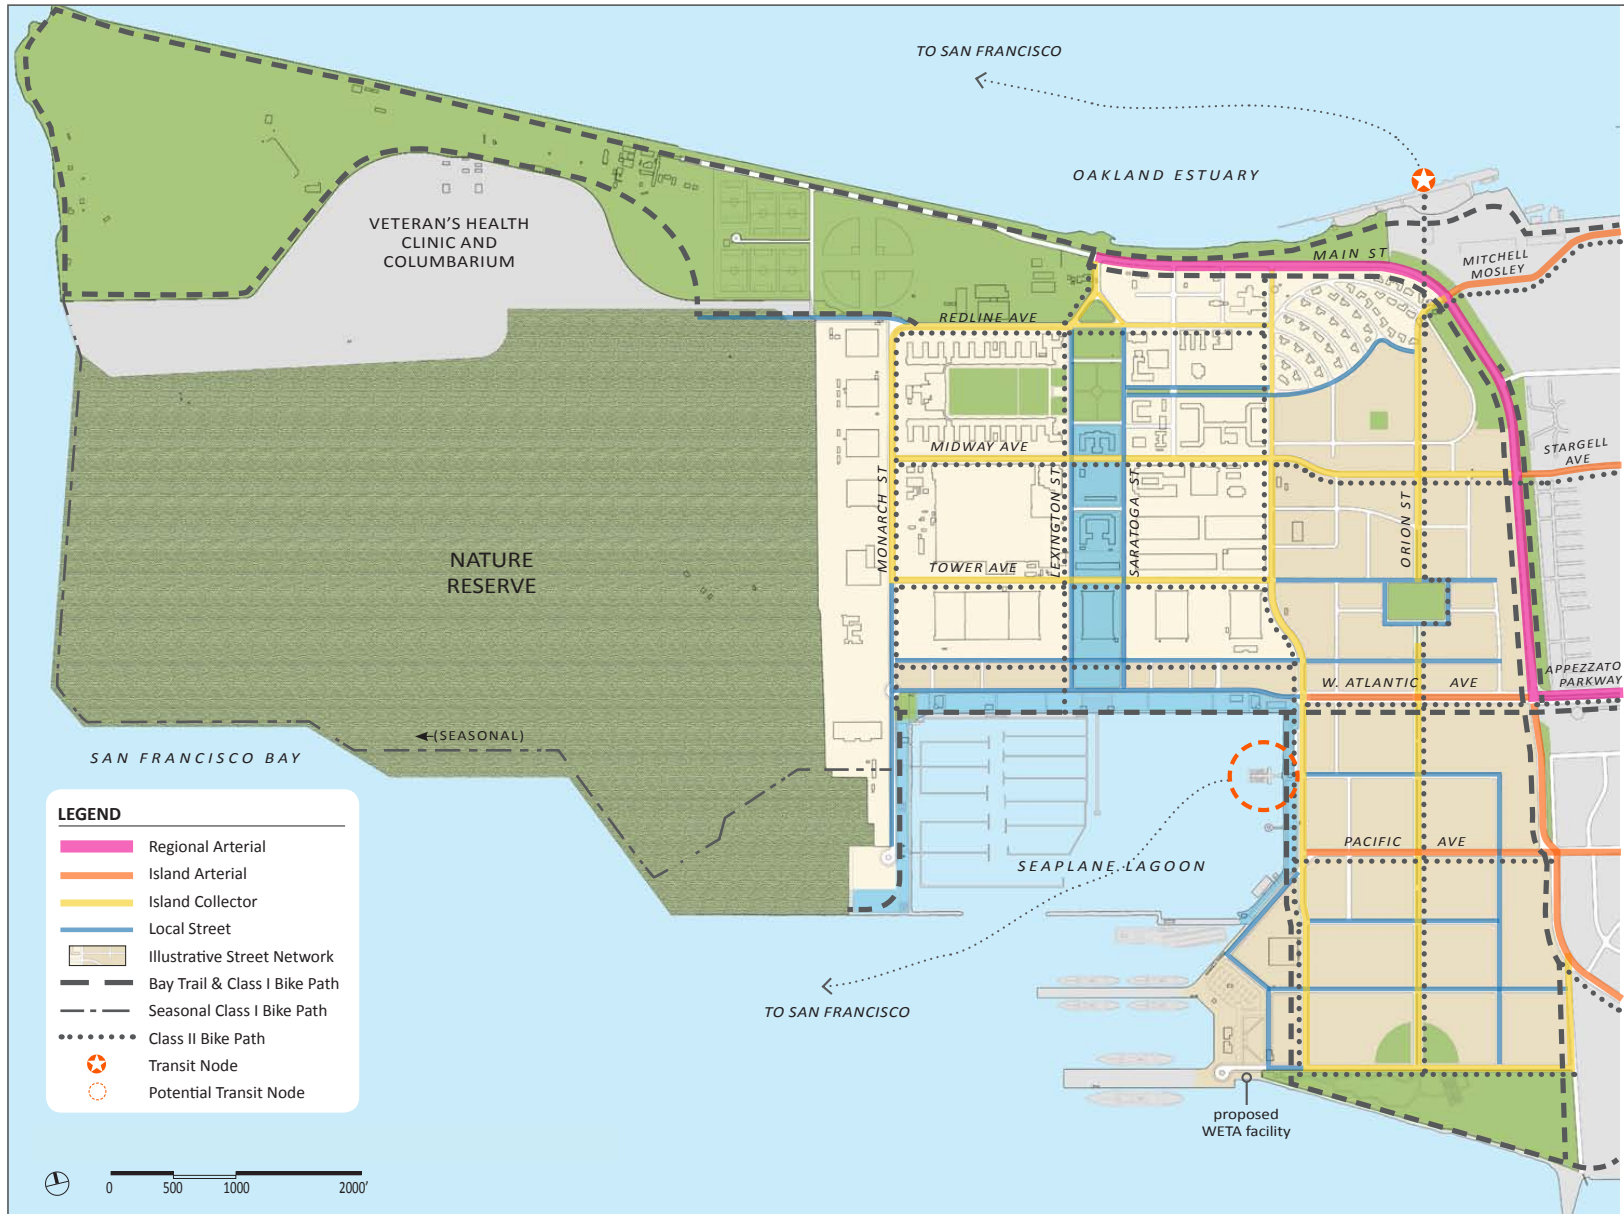 TO SAN FRANCISCO
OAKLAND ESTUARY
VETERAN'S HEALTH
CLINIC AND
COLUMBARIUM
MAIN ST
MITCHELL
MOSLEY
REDLINE AVE
MIDWAY AVE
STARGELL
AVE
MONARCH ST
LEXINGTON ST
SARATOGA ST
ORION ST
NATURE
RESERVE
TOWER AVE
W. ATLANTIC AVE
APPEZZATO
PARKWAY
(SEASONAL)
SAN FRANCISCO BAY
PACIFIC AVE
SEAPLANE LAGOON
TO SAN FRANCISCO
proposed
WETA facility
LEGEND
Regional Arterial
Island Arterial
Island Collector
Local Street
Illustrative Street Network
Bay Trail & Class I Bike Path
Seasonal Class I Bike Path
Class II Bike Path
Transit Node
Potential Transit Node
0 500 1000 2000'